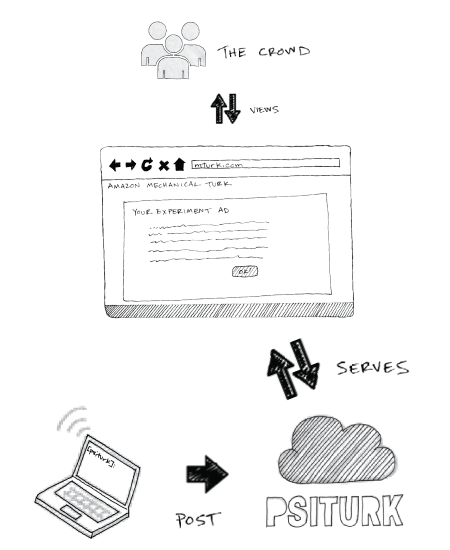 THE CROWD
VIEWS
mturk.com
AMAZON MECHANICAL TURK
YOUR EXPERIMENT AD
OK!
SERVES
[psiturk]:
POST
PSITURK